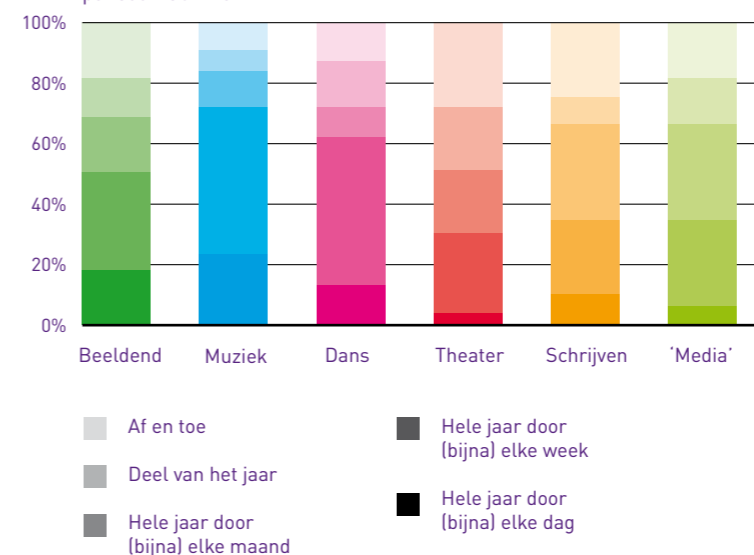 100%
80%
60%
40%
20%
0%
Beeldend Muziek Dans Theater Schrijven ‘Media’
Af en toe
Deel van het jaar
Hele jaar door
(bijna) elke maand
Hele jaar door
(bijna) elke week
Hele jaar door
(bijna) elke dag